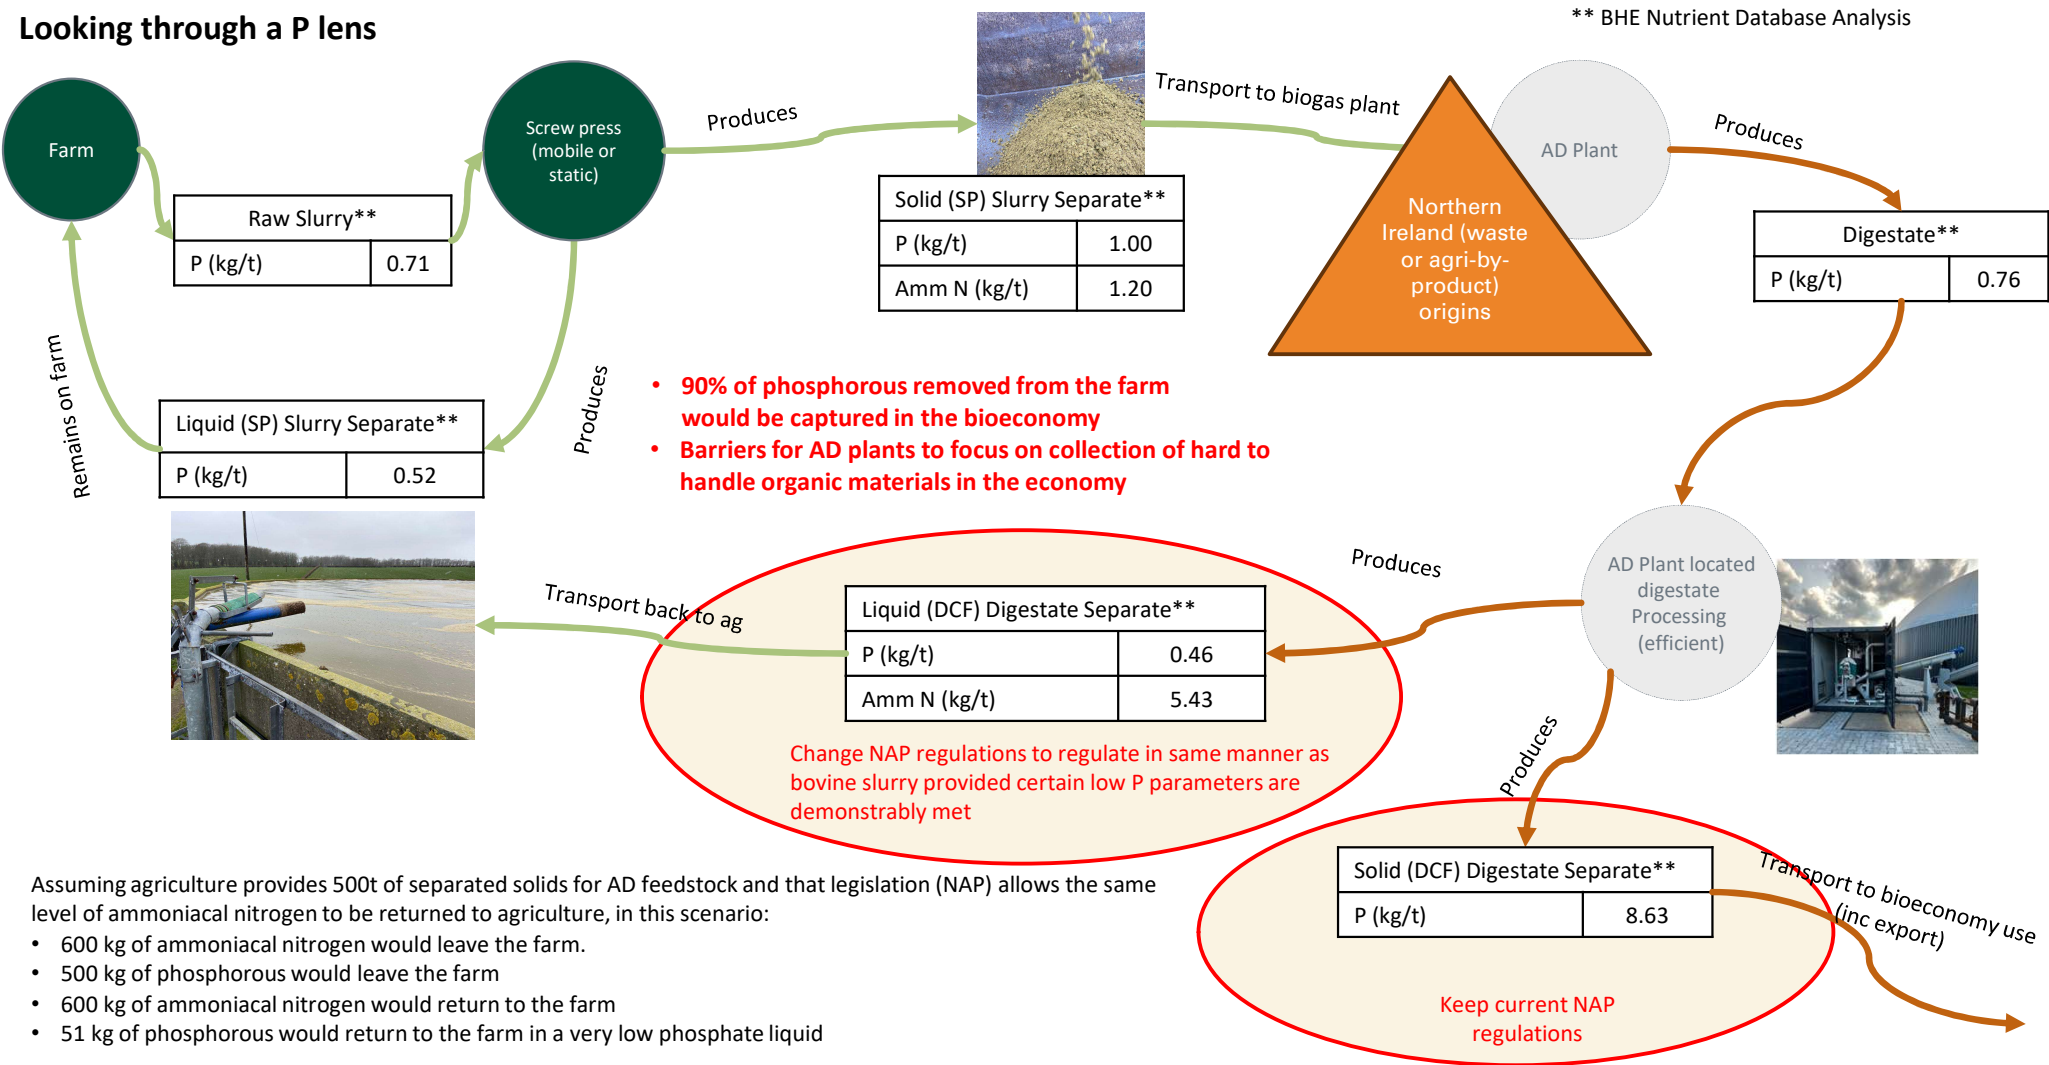 Looking through a P lens
** BHE Nutrient Database Analysis
Farm
Screw press
(mobile or
static)
Produces
Transport to biogas plant
AD Plant
Produces
Raw Slurry**
P (kg/t) 0.71
Solid (SP) Slurry Separate**
P (kg/t) 1.00
Amm N (kg/t) 1.20
Northern
Ireland (waste
or agri-by-
product)
origins
Digestate**
P (kg/t) 0.76
Remains on farm
Produces
Liquid (SP) Slurry Separate**
P (kg/t) 0.52
• 90% of phosphorous removed from the farm
would be captured in the bioeconomy
• Barriers for AD plants to focus on collection of hard to
handle organic materials in the economy
Transport back to ag
Produces
AD Plant located
digestate
Processing
(efficient)
Liquid (DCF) Digestate Separate**
P (kg/t) 0.46
Amm N (kg/t) 5.43
Change NAP regulations to regulate in same manner as
bovine slurry provided certain low P parameters are
demonstrably met
Produces
Solid (DCF) Digestate Separate**
P (kg/t) 8.63
Transport to bioeconomy use
(inc export)
Keep current NAP
regulations
Assuming agriculture provides 500t of separated solids for AD feedstock and that legislation (NAP) allows the same
level of ammoniacal nitrogen to be returned to agriculture, in this scenario:
• 600 kg of ammoniacal nitrogen would leave the farm.
• 500 kg of phosphorous would leave the farm
• 600 kg of ammoniacal nitrogen would return to the farm
• 51 kg of phosphorous would return to the farm in a very low phosphate liquid